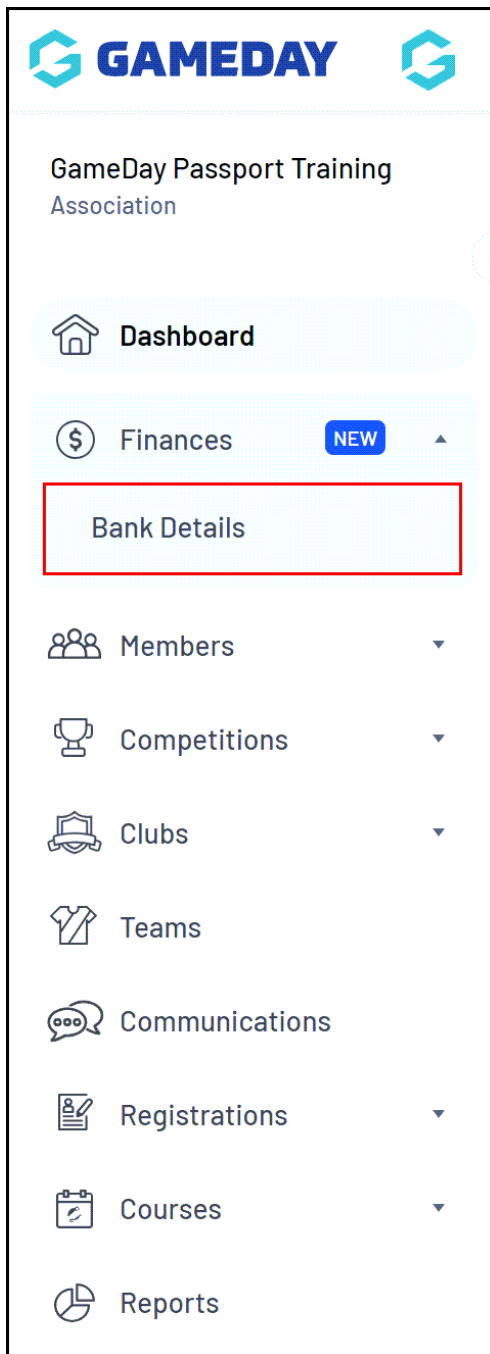 GAMEDAY
GameDay Passport Training
Association
Dashboard
Finances NEW
Bank Details
Members
Competitions
Clubs
Teams
Communications
Registrations
Courses
Reports